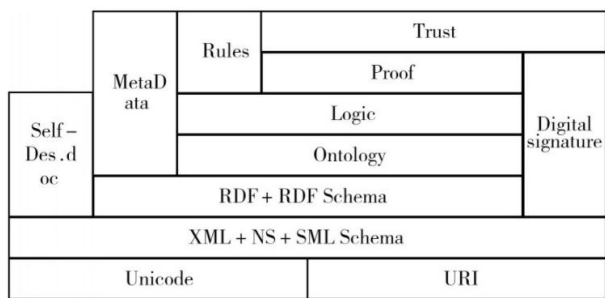 Trust
Rules
Proof
MetaD
ata
Logic
Self-
Des.d
oc
Digital
signature
Ontology
RDF + RDF Schema
XML + NS + SML Schema
Unicode
URI